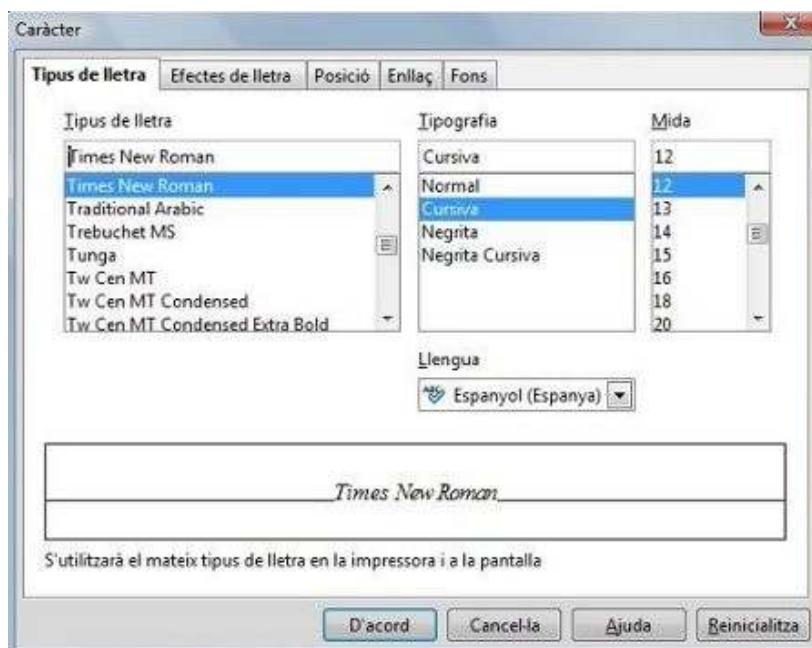 Caràcter
Tipus de lletra Efectes de lletra Posició Enllaç Fons
Tipus de lletra Tipografia Mida
Times New Roman Cursiva 12
Times New Roman Normal 12
Traditional Arabic Cursiva 13
Trebuchet MS Negrita 14
Tunga Negrita Cursiva 15
Tw Cen MT 16
Tw Cen MT Condensed 18
Tw Cen MT Condensed Extra Bold 20
Llengua
ABC Espanyol (Espanya)
Times New Roman
S'utilitzarà el mateix tipus de lletra en la impressora i a la pantalla
D'acord Cancel·la Ajuda Reinicialitza